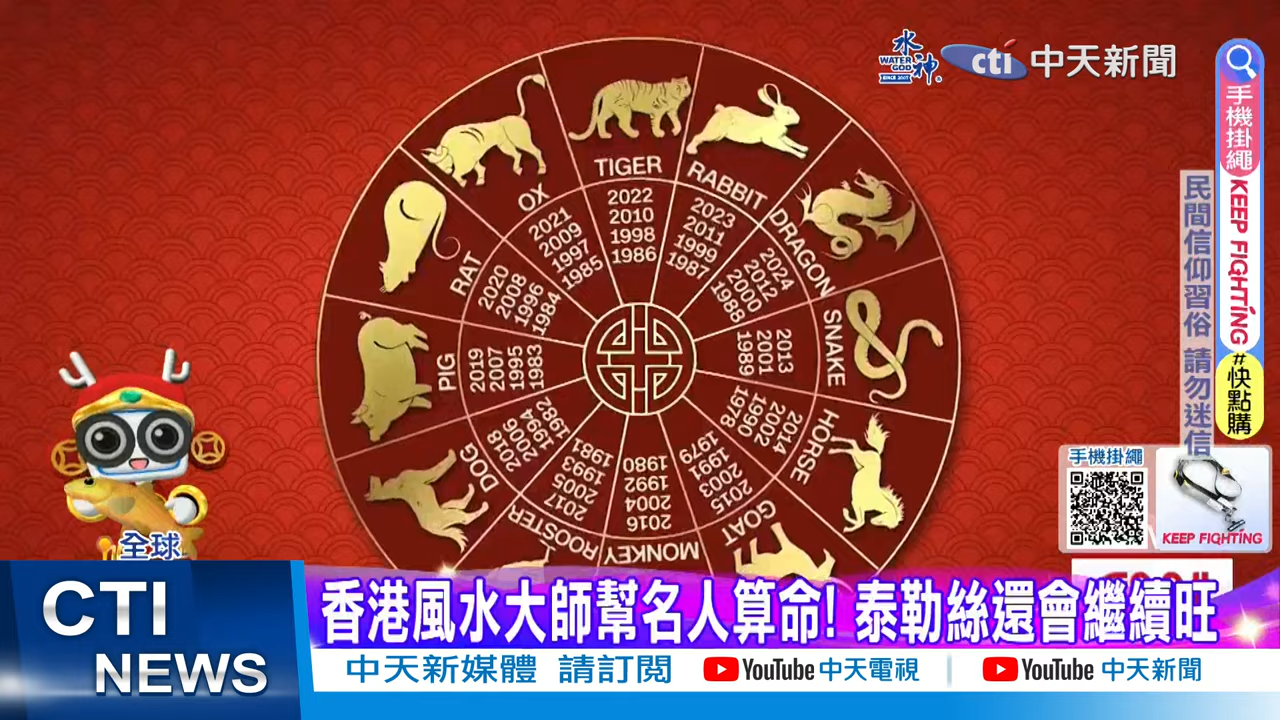 水神
WATER GOD
SINCE 2007
cti 中天新聞
手機掛繩
KEEP FIGHTING
#快點購
民間信仰習俗 請勿迷信
TIGER
2022
2010
1998
1986
RABBIT
2023
2011
1999
1987
DRAGON
2024
2012
2000
1988
SNAKE
2013
2001
1989
HORSE
2014
2002
1990
1978
GOAT
2015
2003
1991
1979
MONKEY
2016
2004
1992
1980
ROOSTER
2017
2005
1993
1981
DOG
2018
2006
1994
1982
PIG
2019
2007
1995
1983
RAT
2020
2008
1996
1984
OX
2021
2009
1997
1985
手機掛繩
KEEP FIGHTING
全球
CTI
NEWS
香港風水大師幫名人算命! 泰勒絲還會繼續旺
中天新媒體 請訂閱 YouTube 中天電視 YouTube 中天新聞